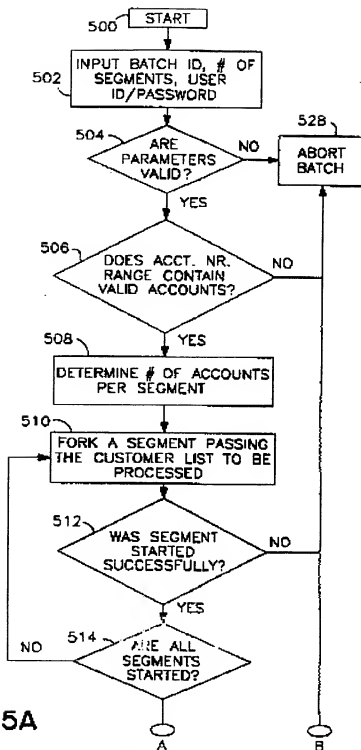 500
START
502
INPUT BATCH ID, # OF
SEGMENTS, USER
ID/PASSWORD
504
ARE
PARAMETERS
VALID?
NO
528
ABORT
BATCH
YES
506
DOES ACCT. NR.
RANGE CONTAIN
VALID ACCOUNTS?
NO
YES
508
DETERMINE # OF ACCOUNTS
PER SEGMENT
510
FORK A SEGMENT PASSING
THE CUSTOMER LIST TO BE
PROCESSED
512
WAS SEGMENT
STARTED
SUCCESSFULLY?
NO
YES
514
NO
ARE ALL
SEGMENTS
STARTED?
5A
A
B